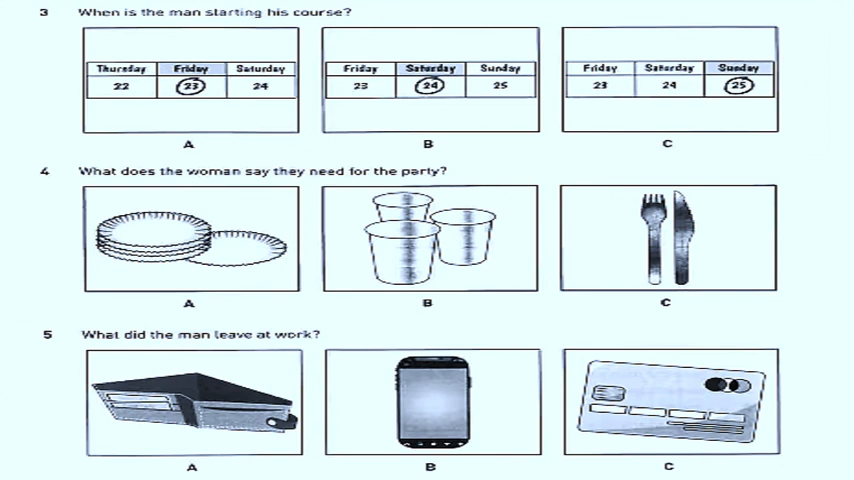 3 When is the man starting his course?
Thursday Friday Saturday
22 23 24
A
Friday Saturday Sunday
23 24 25
B
Friday Saturday Sunday
23 24 25
C
4 What does the woman say they need for the party?
A B C
5 What did the man leave at work?
A B C